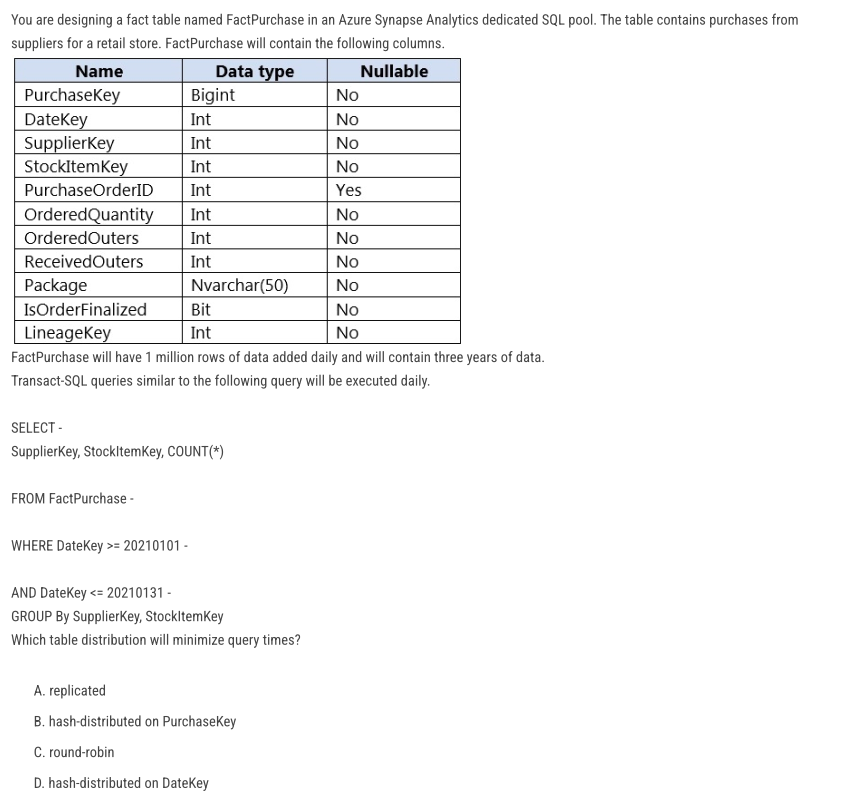 You are designing a fact table named FactPurchase in an Azure Synapse Analytics dedicated SQL pool. The table contains purchases from
suppliers for a retail store. FactPurchase will contain the following columns.
Name Data type Nullable
PurchaseKey Bigint No
DateKey Int No
SupplierKey Int No
StockItemKey Int No
PurchaseOrderID Int Yes
OrderedQuantity Int No
OrderedOuters Int No
ReceivedOuters Int No
Package Nvarchar(50) No
IsOrderFinalized Bit No
LineageKey Int No
FactPurchase will have 1 million rows of data added daily and will contain three years of data.
Transact-SQL queries similar to the following query will be executed daily.
SELECT -
SupplierKey, StockItemKey, COUNT(*)
FROM FactPurchase -
WHERE DateKey >= 20210101 -
AND DateKey <= 20210131 -
GROUP By SupplierKey, StockItemKey
Which table distribution will minimize query times?
A. replicated
B. hash-distributed on PurchaseKey
C. round-robin
D. hash-distributed on DateKey